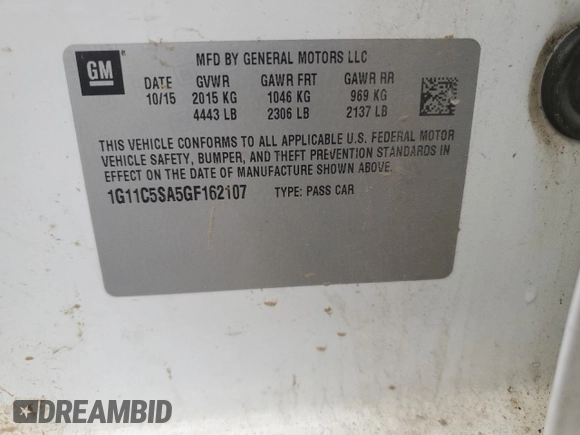 GM
MFD BY GENERAL MOTORS LLC
DATE GVWR GAWR FRT GAWR RR
10/15 2015 KG 1046 KG 969 KG
4443 LB 2306 LB 2137 LB
THIS VEHICLE CONFORMS TO ALL APPLICABLE U.S. FEDERAL MOTOR
VEHICLE SAFETY, BUMPER, AND THEFT PREVENTION STANDARDS IN
EFFECT ON THE DATE OF MANUFACTURE SHOWN ABOVE.
1G11C5SA5GF162107 TYPE: PASS CAR
DREAMBID